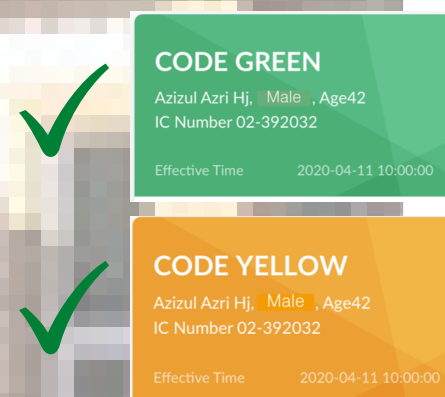 CODE GREEN
Azizul Azri Hj, Male , Age42
IC Number 02-392032
Effective Time 2020-04-11 10:00:00
CODE YELLOW
Azizul Azri Hj, Male , Age42
IC Number 02-392032
Effective Time 2020-04-11 10:00:00